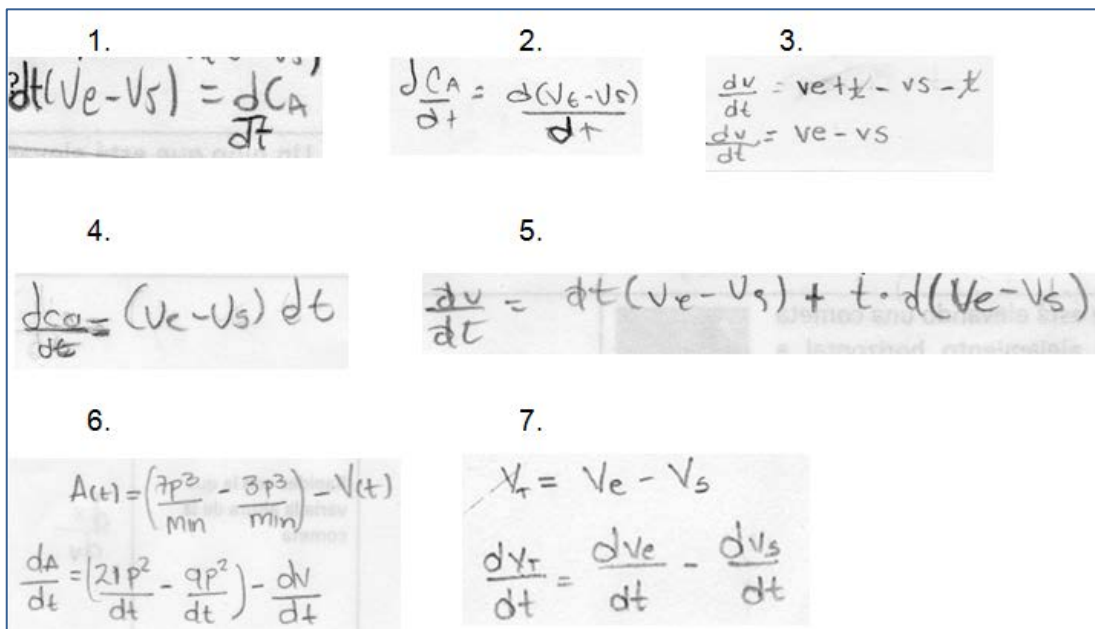 1.
dt(Ve - Vs) = dCA/dt
2.
dCA/dt = d(Vt - Vs)/dt
3.
dv/dt = ve + t - vs - t
dv/dt = ve - vs
4.
dca/dt = (Ve - Vs) dt
5.
dv/dt = dt(Ve - Vs) + t·d(Ve - Vs)
6.
A(t) = (7p³/min - 3p³/min) - V(t)
dA/dt = (21p²/dt - 9p²/dt) - dv/dt
7.
VT = Ve - Vs
dVT/dt = dVe/dt - dVs/dt